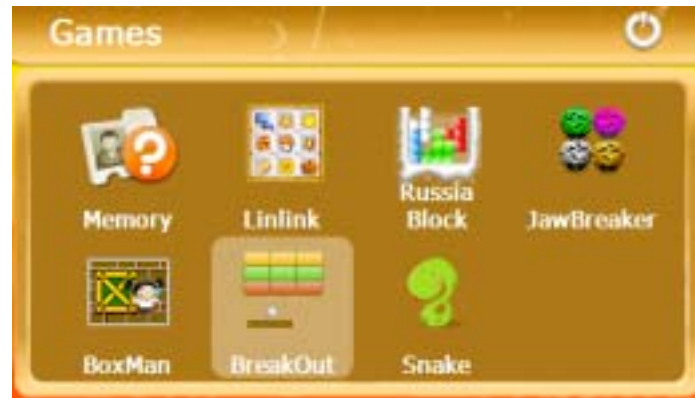 Games
Memory
Linlink
Russia
Block
JawBreaker
BoxMan
BreakOut
Snake